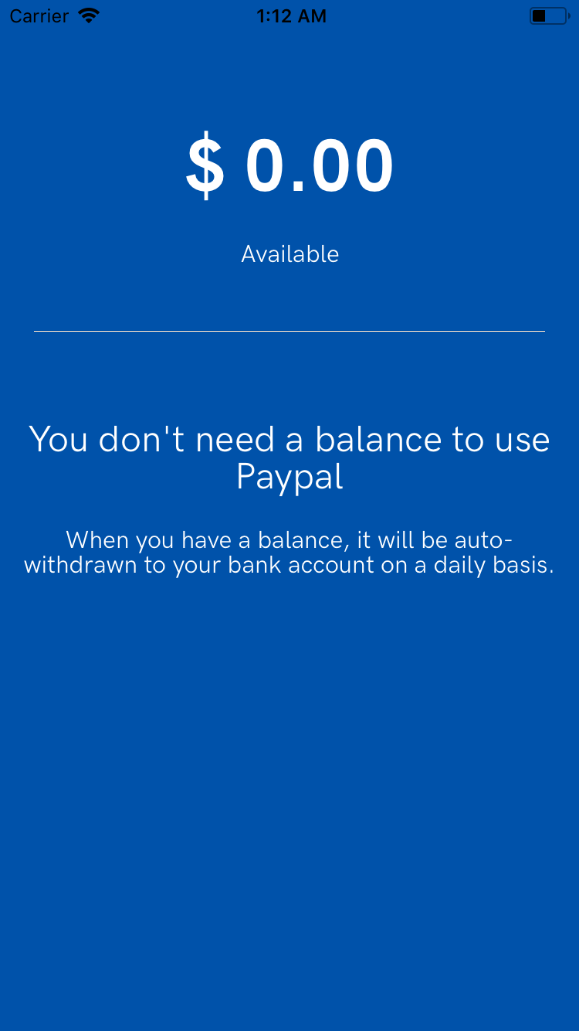 Carrier 1:12 AM
$ 0.00
Available
You don't need a balance to use
Paypal
When you have a balance, it will be auto-
withdrawn to your bank account on a daily basis.